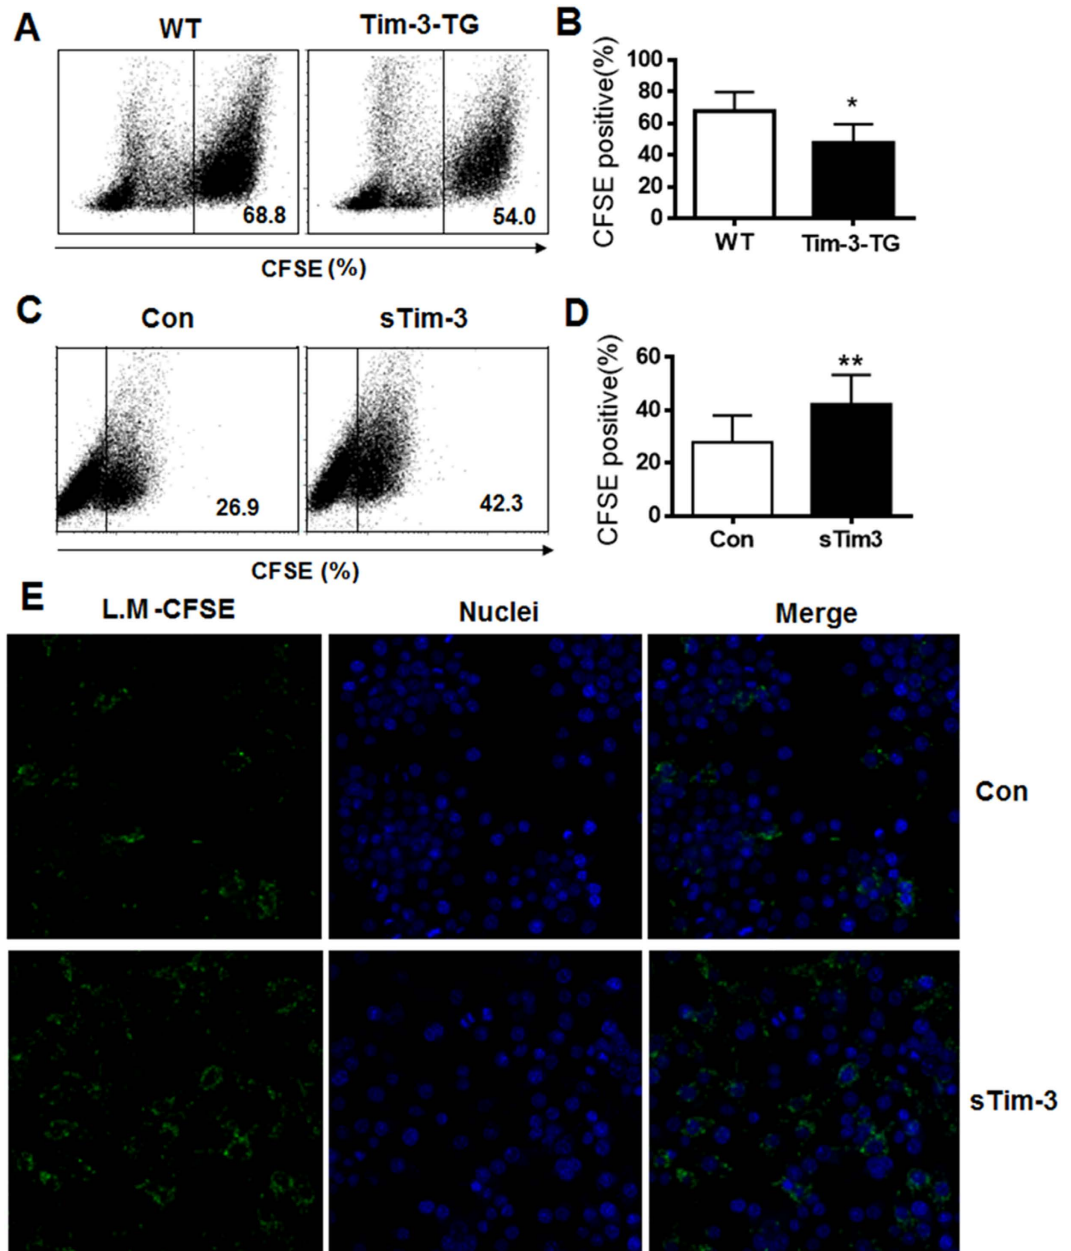 A
WT
Tim-3-TG
68.8
54.0
CFSE (%)
B
CFSE positive(%)
100
80
60
40
20
0
*
WT
Tim-3-TG
C
Con
sTim-3
26.9
42.3
CFSE (%)
D
CFSE positive(%)
60
40
20
0
**
Con
sTim3
E
L.M -CFSE
Nuclei
Merge
Con
sTim-3